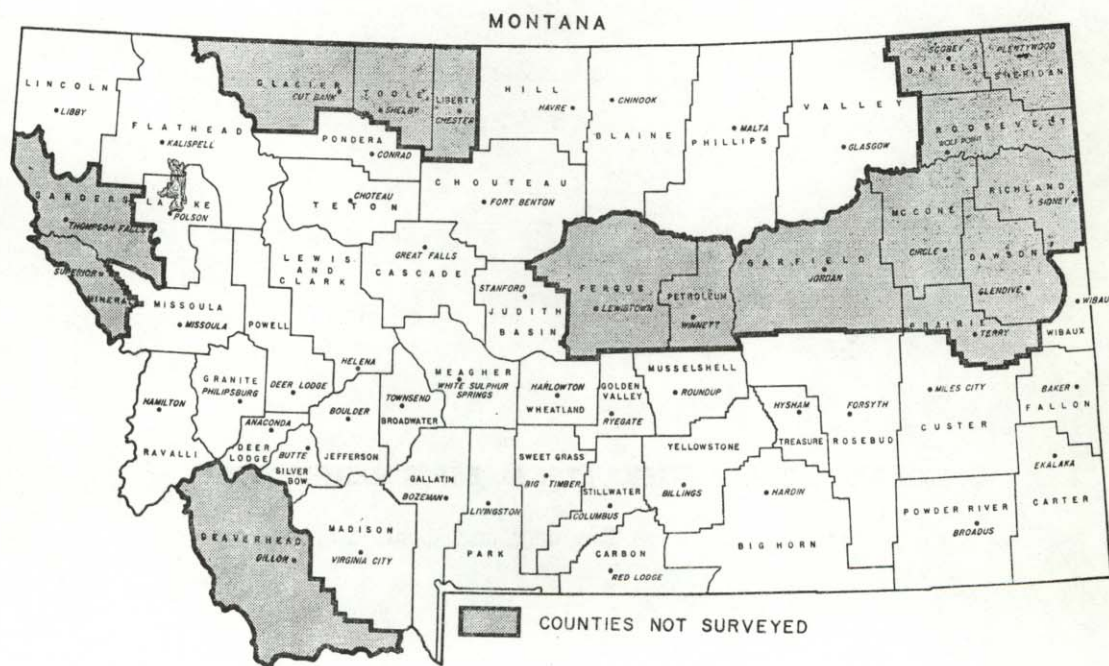 MONTANA
LINCOLN
LIBBY
FLATHEAD
KALISPELL
GLACIER
CUT BANK
TOOLE
SHELBY
LIBERTY
CHESTER
HILL
HAVRE
CHINOOK
BLAINE
MALTA
PHILLIPS
VALLEY
GLASGOW
SCOBEY
DANIELS
PLENTYWOOD
SHERIDAN
ROOSEVELT
WOLF POINT
PONDERA
CONRAD
CHOTEAU
TETON
CHOUTEAU
FORT BENTON
SANDERS
THOMPSON FALLS
LAKE
POLSON
SUPERIOR
MINERAL
MISSOULA
MISSOULA
POWELL
LEWIS
AND
CLARK
GREAT FALLS
CASCADE
STANFORD
JUDITH
BASIN
FERGUS
LEWISTOWN
PETROLEUM
WINNETT
GARFIELD
JORDAN
MCCONE
CIRCLE
RICHLAND
SIDNEY
DAWSON
GLENDIVE
PRAIRIE
TERRY
WIBAUX
WIBAUX
HELENA
MEAGHER
WHITE SULPHUR
SPRINGS
HARLOWTON
WHEATLAND
GOLDEN
VALLEY
RYEGATE
MUSSELSHELL
ROUNDUP
GRANITE
PHILIPSBURG
DEER LODGE
HAMILTON
RAVALLI
ANACONDA
DEER
LODGE
BUTTE
SILVER
BOW
BOULDER
JEFFERSON
TOWNSEND
BROADWATER
HYSHAM
TREASURE
FORSYTH
ROSEBUD
MILES CITY
CUSTER
BAKER
FALLON
EKALAKA
CARTER
GALLATIN
BOZEMAN
LIVINGSTON
PARK
SWEET GRASS
BIG TIMBER
STILLWATER
COLUMBUS
YELLOWSTONE
BILLINGS
HARDIN
BIG HORN
POWDER RIVER
BROADUS
BEAVERHEAD
DILLON
MADISON
VIRGINIA CITY
CARBON
RED LODGE
COUNTIES NOT SURVEYED